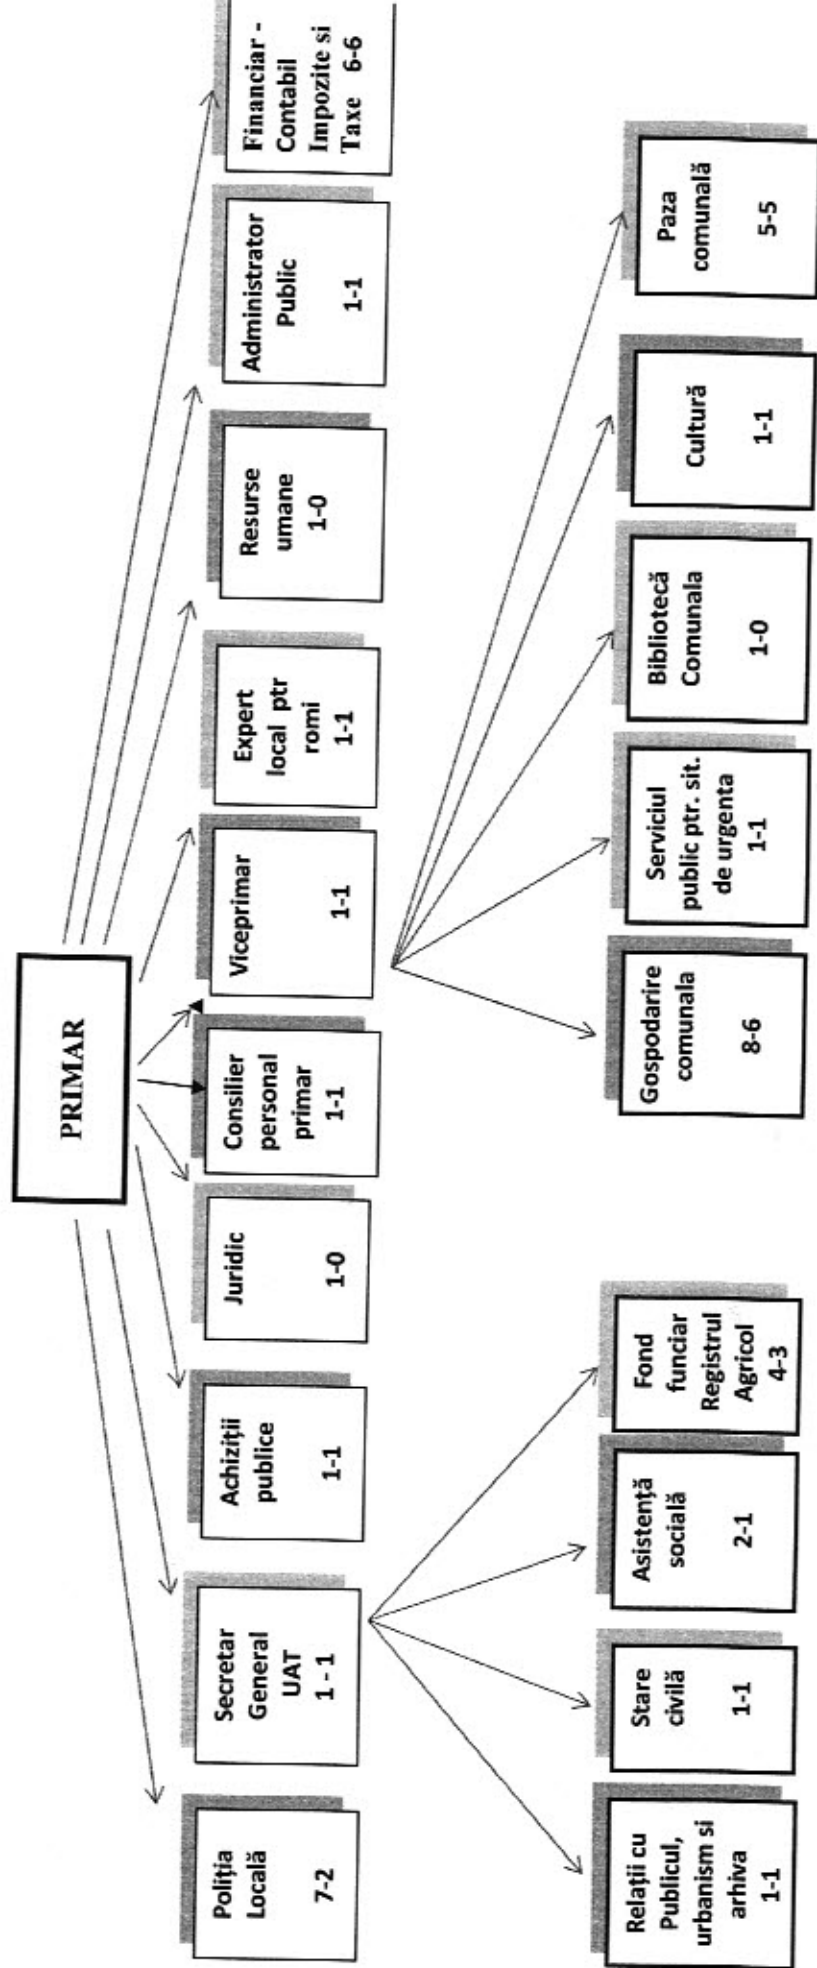 PRIMAR
Poliția
Locală
7-2
Secretar
General
UAT
1 - 1
Achiziții
publice
1-1
Juridic
1-0
Consilier
personal
primar
1-1
Viceprimar
1-1
Expert
local ptr
romi
1-1
Resurse
umane
1-0
Administrator
Public
1-1
Financiar -
Contabil
Impozite si
Taxe 6-6
Relații cu
Publicul,
urbanism si
arhiva
1-1
Stare
civilă
1-1
Asistență
socială
2-1
Fond
funciar
Registrul
Agricol
4-3
Gospodarire
comunala
8-6
Serviciul
public ptr. sit.
de urgenta
1-1
Bibliotecă
Comunala
1-0
Cultură
1-1
Paza
comunală
5-5